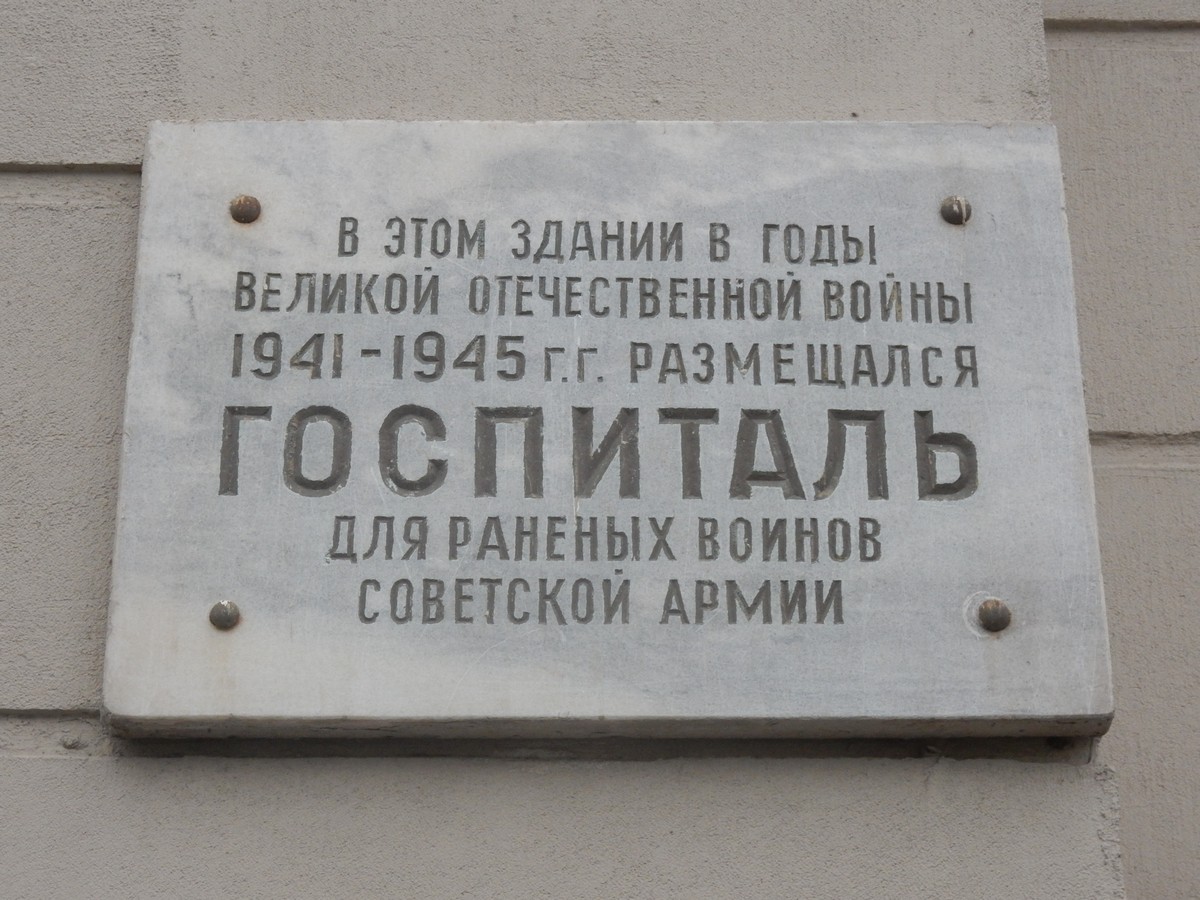 В ЭТОМ ЗДАНИИ В ГОДЫ
ВЕЛИКОЙ ОТЕЧЕСТВЕННОЙ ВОЙНЫ
1941-1945 г.г. РАЗМЕЩАЛСЯ
ГОСПИТАЛЬ
ДЛЯ РАНЕНЫХ ВОИНОВ
СОВЕТСКОЙ АРМИИ